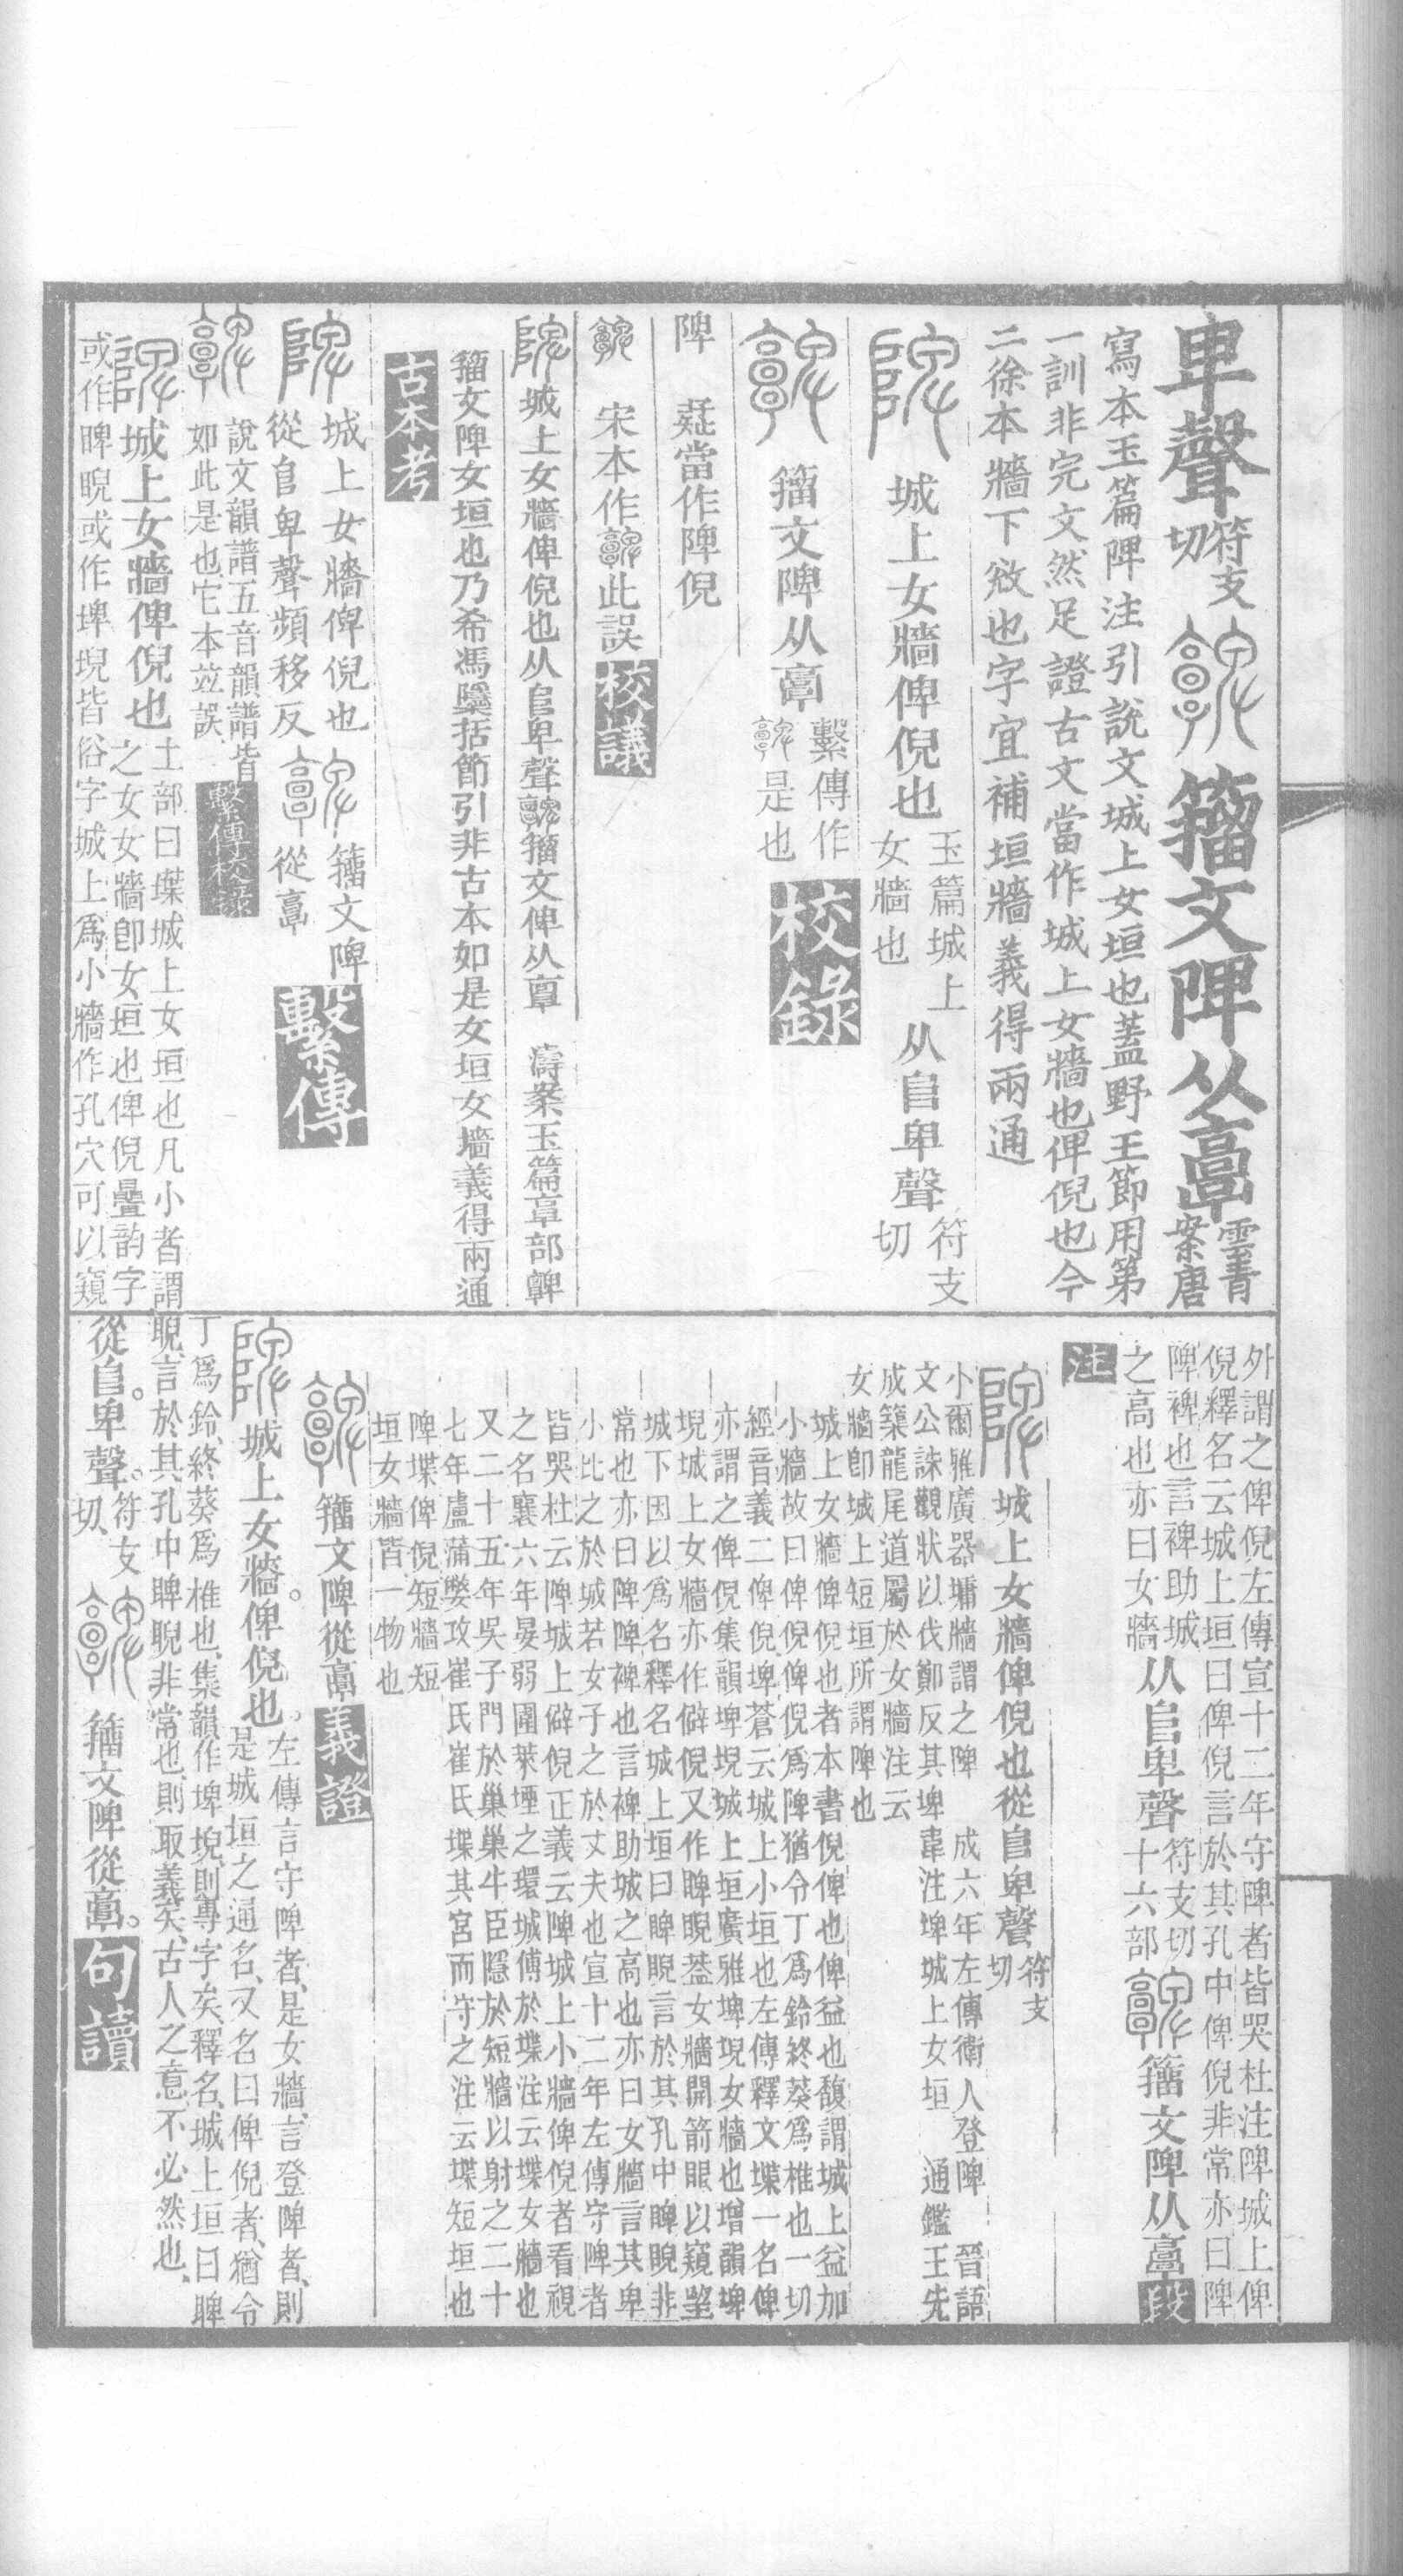 卑聲符支切籀文陴从𩫖雲青案唐
寫本玉篇陴注引說文城上女垣也蓋野王節用第
一訓非完文然足證古文當作城上女牆也俾倪也今
二徐本牆下敓也字宜補垣牆義得兩通
城上女牆俾倪也玉篇城上女牆也从𨸏卑聲符支切
籀文陴从𩫖繫傳作是也校錄
陴 㠭當作陴倪
宋本作此誤校議
城上女牆俾倪也从𨸏卑聲籀文俾从𩫖 濤案玉篇𩫖部䡟
籀文陴女垣也乃希馮櫽括節引非古本如是女垣女墻義得兩通
古本考
城上女牆俾倪也
從𨸏卑聲頻移反籀文陴從𩫖繫傳
說文韻譜五音韻譜皆
如此是也它本並誤繫傳校錄
城上女牆俾倪也土部曰堞城上女垣也凡小者謂
之女女牆卽女垣也俾倪疊韵字
或作睥睨或作埤堄皆俗字城上爲小牆作孔穴可以窺
外謂之俾倪左傳宣十二年守陴者皆哭杜注陴城上俾
倪釋名云城上垣曰俾倪言於其孔中俾倪非常亦曰陴
陴裨也言裨助城
之高也亦曰女牆从𨸏卑聲符支切十六部籀文陴从𩫖段
注
城上女牆俾倪也從𨸏卑聲符支切
小爾雅廣器墉牆謂之陴 成六年左傳衛人登陴 晉語
文公誅觀狀以伐鄭反其埤韋注埤城上女垣 通鑑王先
成築龍尾道屬於女牆注云
女牆卽城上短垣所謂陴也
城上女牆俾倪也者本書倪俾也俾益也馥謂城上益加
小牆故曰俾倪俾倪爲陴猶令丁爲鈴終葵爲椎也一切
經音義二俾倪埤蒼云城上小垣也左傳釋文堞一名俾
亦謂之俾倪集韻埤堄城上垣廣雅埤堄女牆也增韻埤
堄城上女牆亦作僻倪又作睥睨葢女牆開箭眼以窺望
城下因以爲名釋名城上垣曰睥睨言於其孔中睥睨非
常也亦曰陴陴裨也言裨助城之高也亦曰女牆言其卑
小比之於城若女子之於丈夫也宣十二年左傳守陴者
皆哭杜云陴城上僻倪正義云陴城上小牆俾倪者看視
之名襄六年晏弱圍萊堙之環城傅於堞注云堞女牆也
又二十五年吳子門於巢巢牛臣隱於短牆以射之二十
七年盧蒲嫳攻崔氏崔氏堞其宮而守之注云堞短垣也
陴堞俾倪短牆短
垣女牆皆一物也
籀文陴從𩫖義證
城上女牆。俾倪也。左傳言守陴者、是女牆、言登陴者、則
是城垣之通名、又名曰俾倪者、猶令
丁爲鈴、終葵爲椎也、集韻作埤堄、則專字矣、釋名、城上垣曰睥
睨、言於其孔中睥睨非常也、則取義矣、古人之意、不必然也、
從𨸏。卑聲。符支切、籀文陴從𩫖。句讀